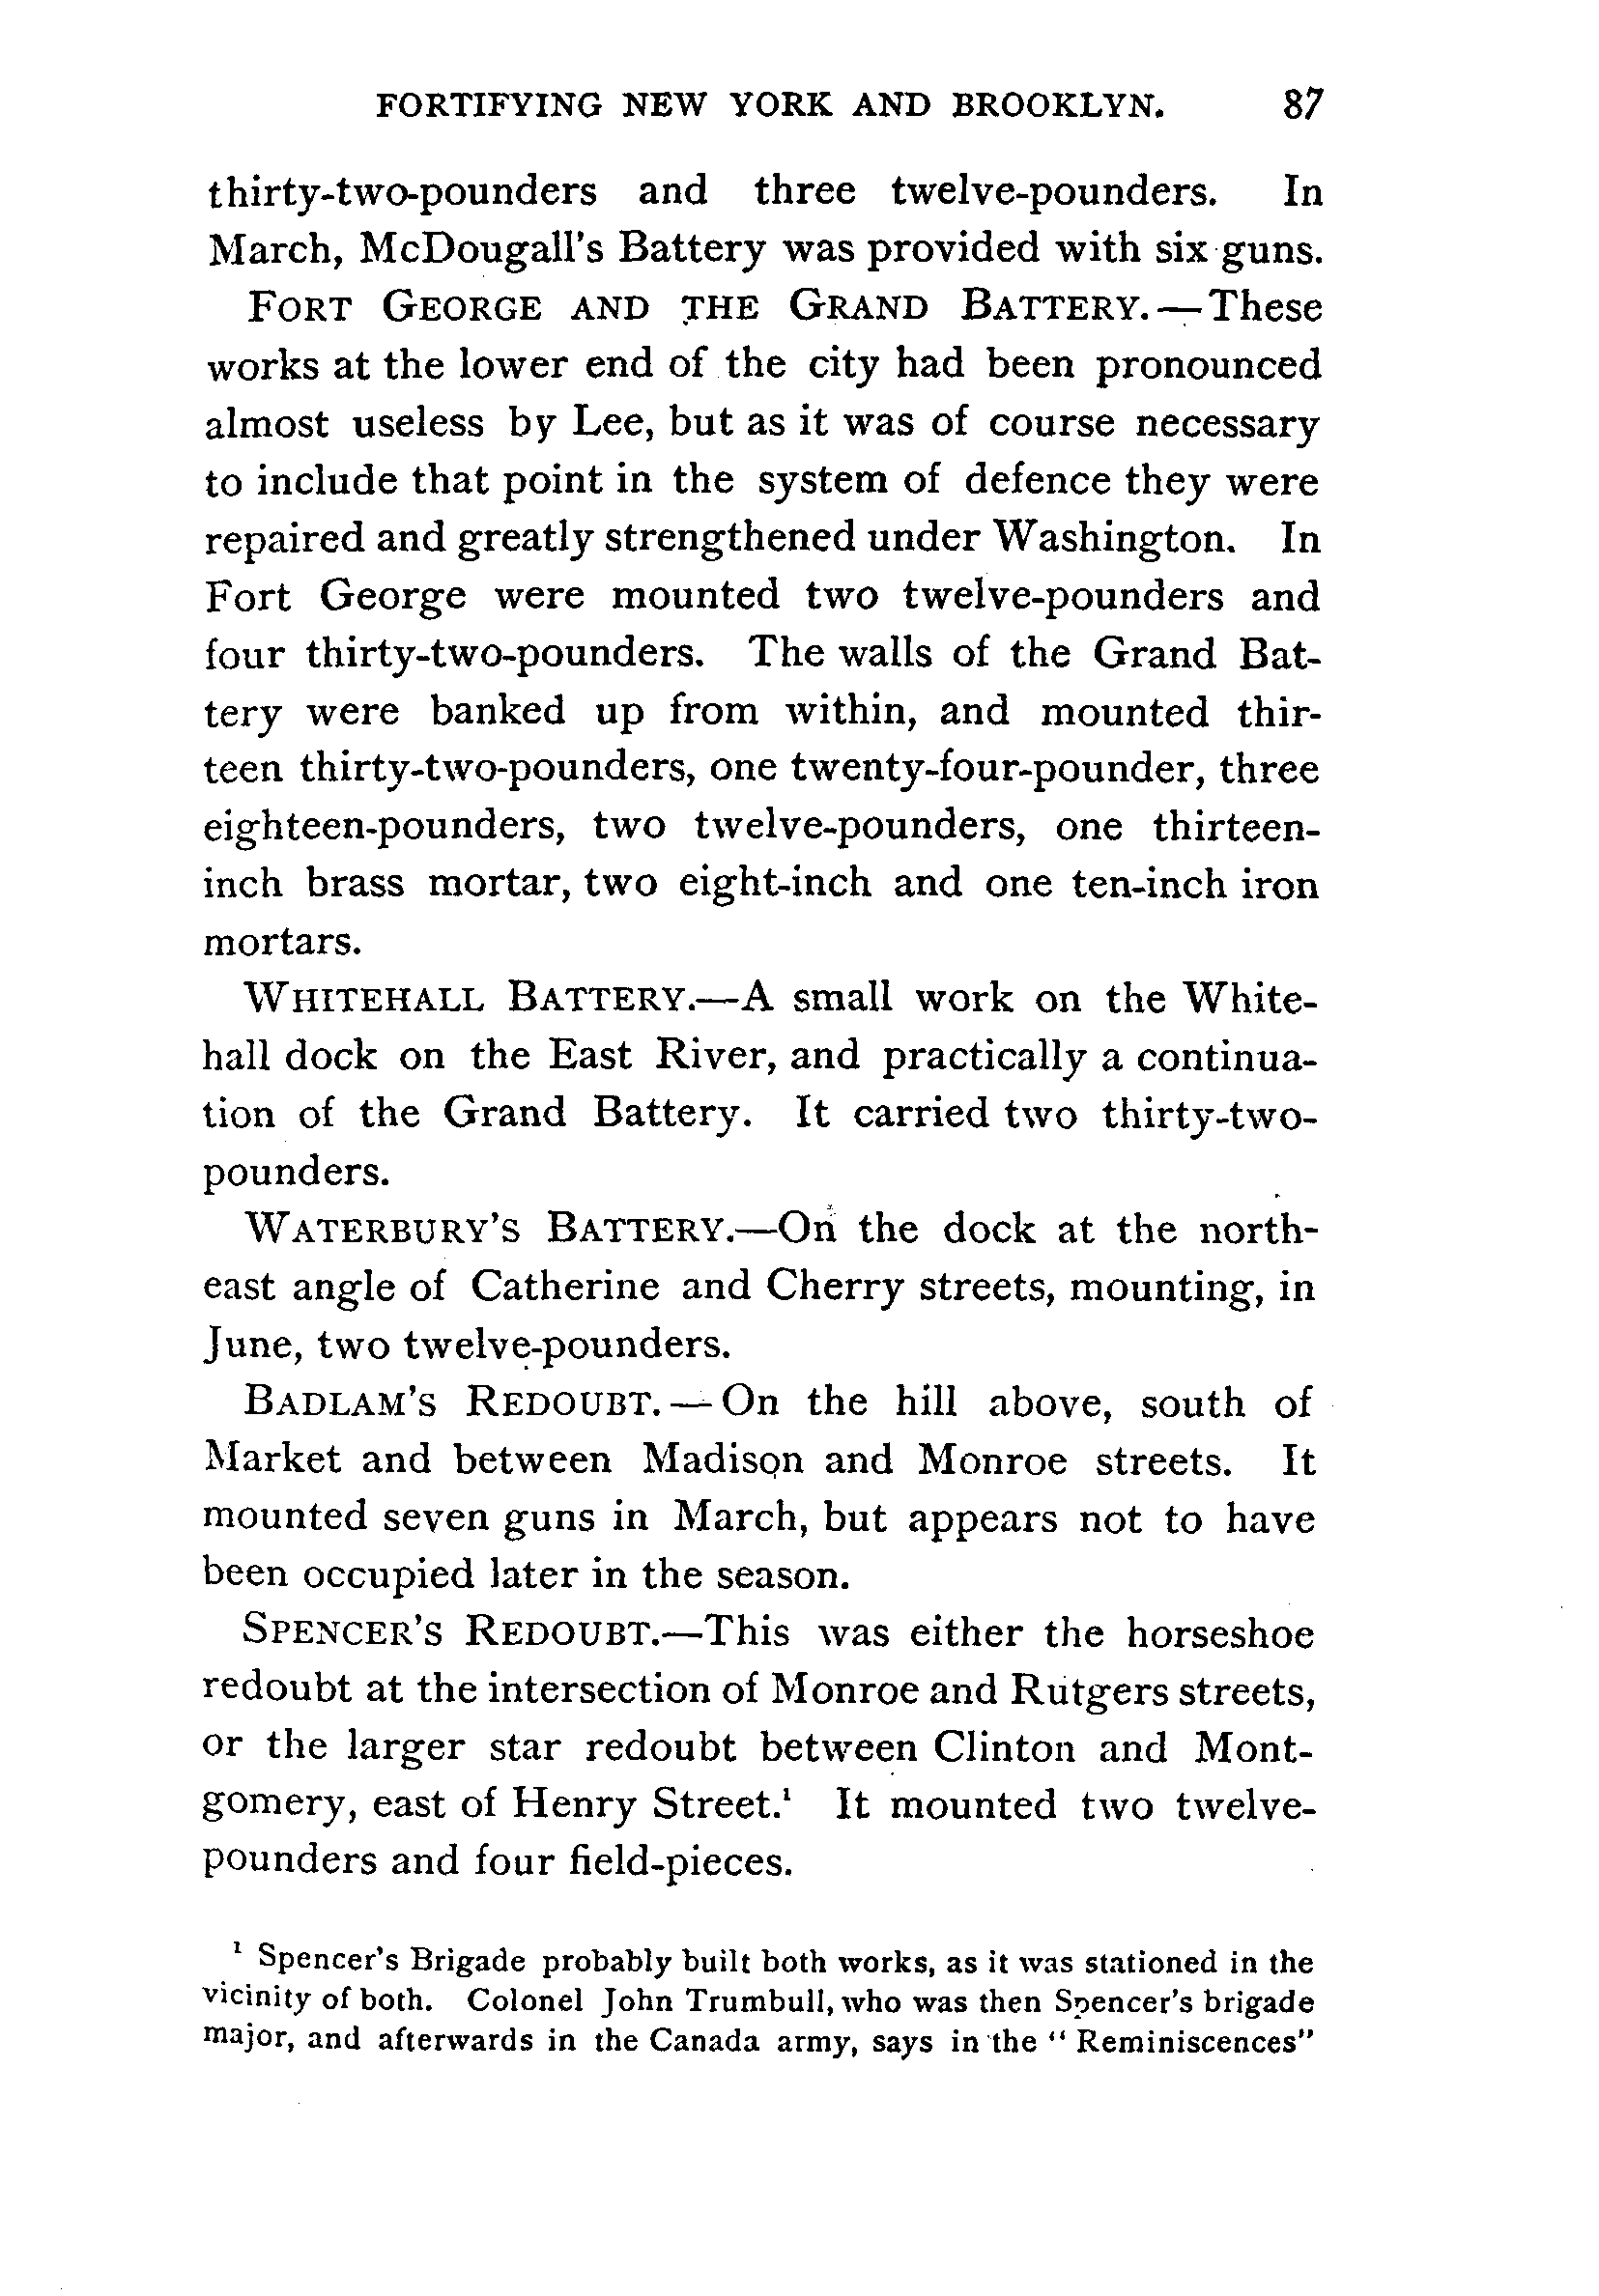 FORTIFYING NEW YORK AND BROOKLYN. 87
thirty-two-pounders and three twelve-pounders. In
March, McDougall's Battery was provided with six guns.
FORT GEORGE AND THE GRAND BATTERY.—These
works at the lower end of the city had been pronounced
almost useless by Lee, but as it was of course necessary
to include that point in the system of defence they were
repaired and greatly strengthened under Washington. In
Fort George were mounted two twelve-pounders and
four thirty-two-pounders. The walls of the Grand Bat-
tery were banked up from within, and mounted thir-
teen thirty-two-pounders, one twenty-four-pounder, three
eighteen-pounders, two twelve-pounders, one thirteen-
inch brass mortar, two eight-inch and one ten-inch iron
mortars.
WHITEHALL BATTERY.—A small work on the White-
hall dock on the East River, and practically a continua-
tion of the Grand Battery. It carried two thirty-two-
pounders.
WATERBURY'S BATTERY.—On the dock at the north-
east angle of Catherine and Cherry streets, mounting, in
June, two twelve-pounders.
BADLAM'S REDOUBT.—On the hill above, south of
Market and between Madison and Monroe streets. It
mounted seven guns in March, but appears not to have
been occupied later in the season.
SPENCER'S REDOUBT.—This was either the horseshoe
redoubt at the intersection of Monroe and Rutgers streets,
or the larger star redoubt between Clinton and Mont-
gomery, east of Henry Street.¹ It mounted two twelve-
pounders and four field-pieces.
¹ Spencer's Brigade probably built both works, as it was stationed in the
vicinity of both. Colonel John Trumbull, who was then Spencer's brigade
major, and afterwards in the Canada army, says in the "Reminiscences"